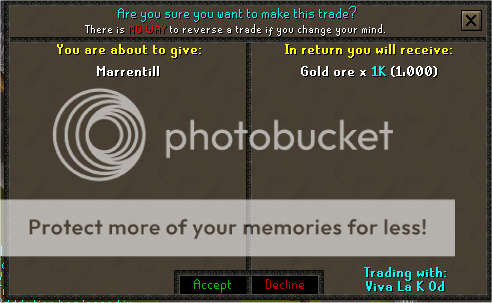 Are you sure you want to make this trade?
There is NO WAY to reverse a trade if you change your mind.
You are about to give:
In return you will receive:
Marrentill
Gold ore x 1K (1,000)
photobucket
Protect more of your memories for less!
Accept
Decline
Trading with:
Viva La K Od